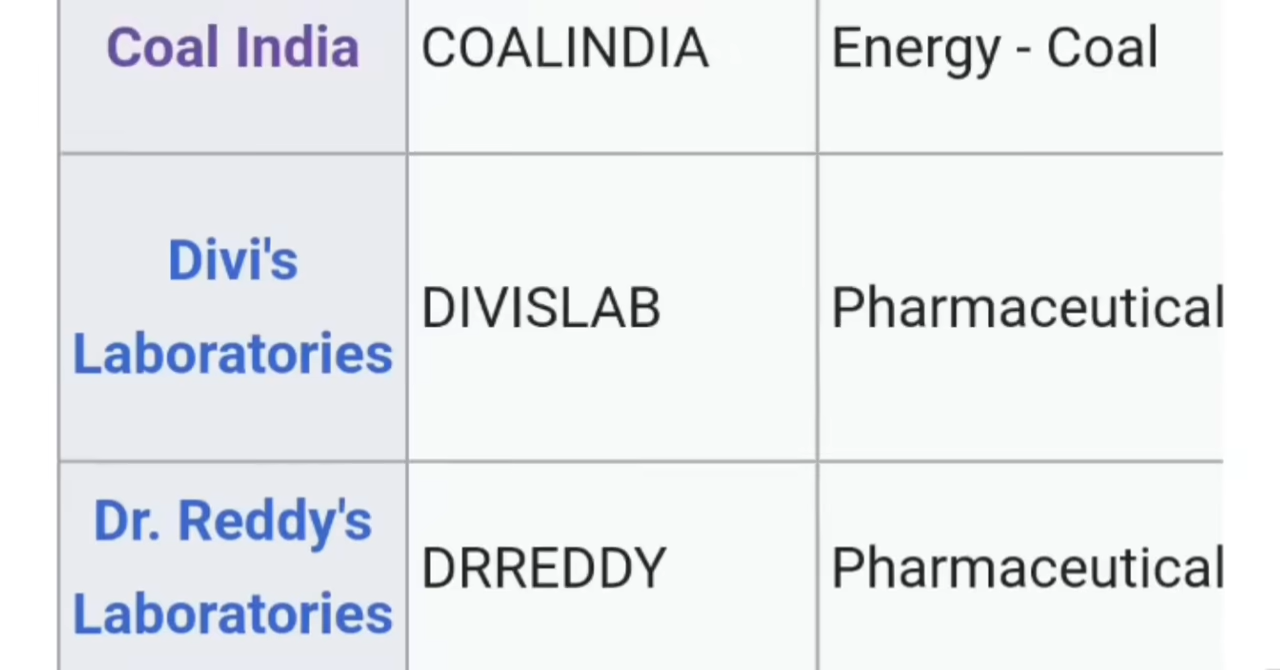 Coal India COALINDIA Energy - Coal
Divi's
Laboratories
DIVISLAB
Pharmaceutical
Dr. Reddy's
Laboratories
DRREDDY
Pharmaceutical